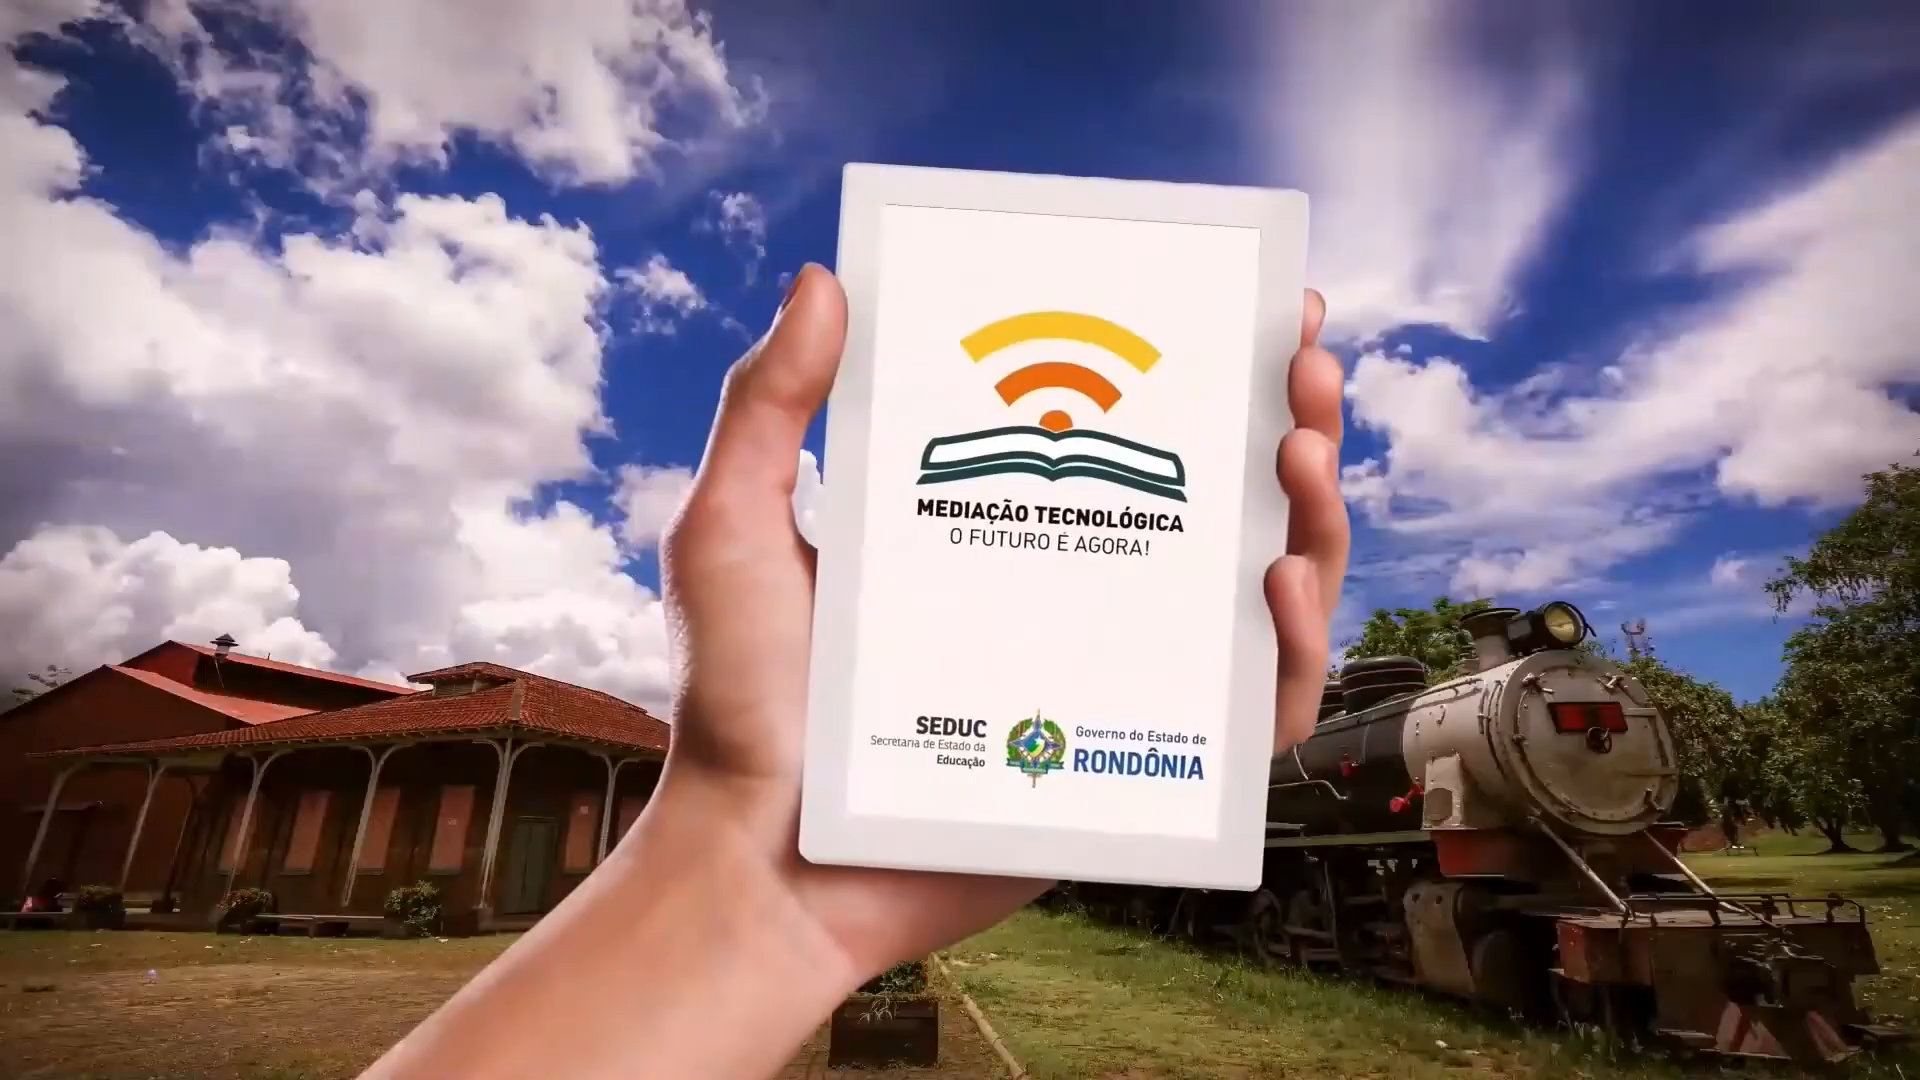 MEDIAÇÃO TECNOLÓGICA
O FUTURO É AGORA!
SEDUC
Secretaria de Estado da
Educação
Governo do Estado de
RONDÔNIA